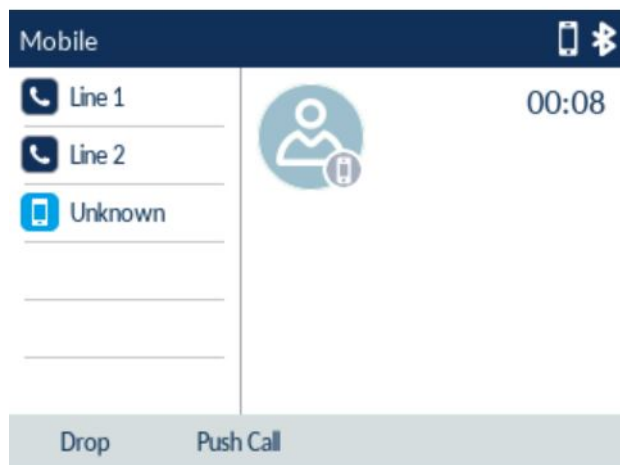 Mobile
Line 1
00:08
Line 2
Unknown
Drop Push Call